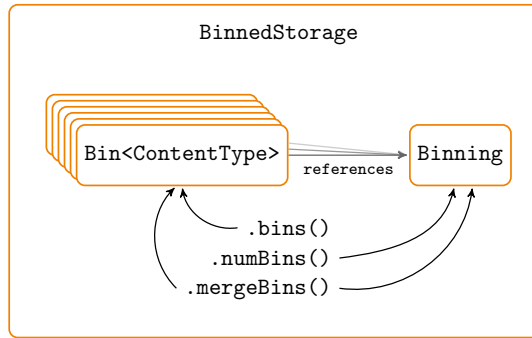 BinnedStorage
Bin<ContentType>
Binning
references
.bins()
.numBins()
.mergeBins()